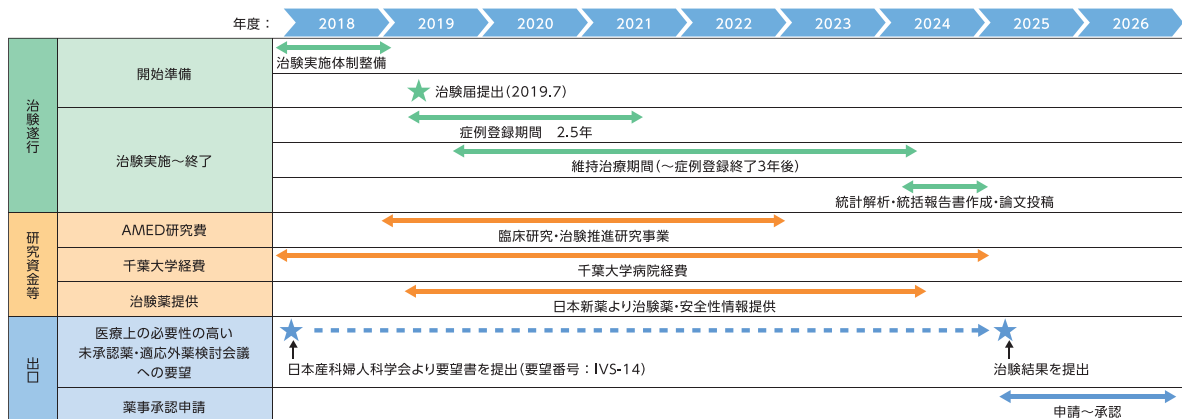 年度： 2018 2019 2020 2021 2022 2023 2024 2025 2026
治験遂行
開始準備
治験実施体制整備
治験届提出（2019.7）
治験実施〜終了
症例登録期間　2.5年
維持治療期間（〜症例登録終了3年後）
統計解析・統括報告書作成・論文投稿
研究資金等
AMED研究費
臨床研究・治験推進研究事業
千葉大学経費
千葉大学病院経費
治験薬提供
日本新薬より治験薬・安全性情報提供
出口
医療上の必要性の高い
未承認薬・適応外薬検討会議
への要望
日本産科婦人科学会より要望書を提出（要望番号：IVS-14）
治験結果を提出
薬事承認申請
申請〜承認